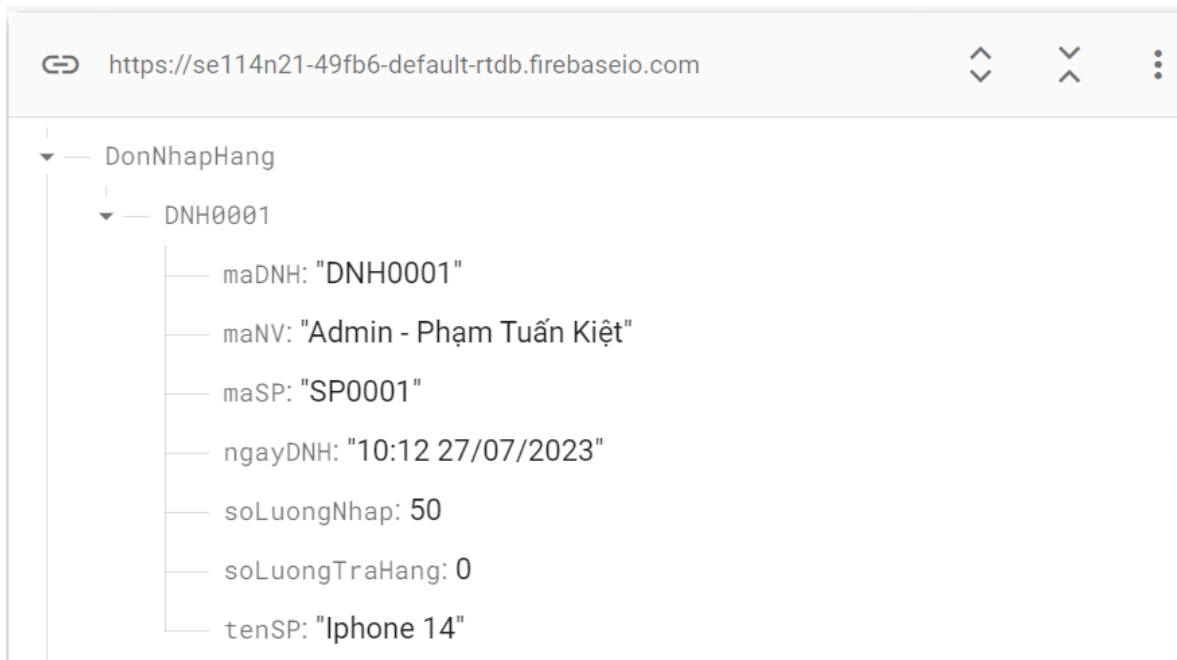 https://se114n21-49fb6-default-rtdb.firebaseio.com
DonNhapHang
DNH0001
maDNH: "DNH0001"
maNV: "Admin - Phạm Tuấn Kiệt"
maSP: "SP0001"
ngayDNH: "10:12 27/07/2023"
soLuongNhap: 50
soLuongTraHang: 0
tenSP: "Iphone 14"